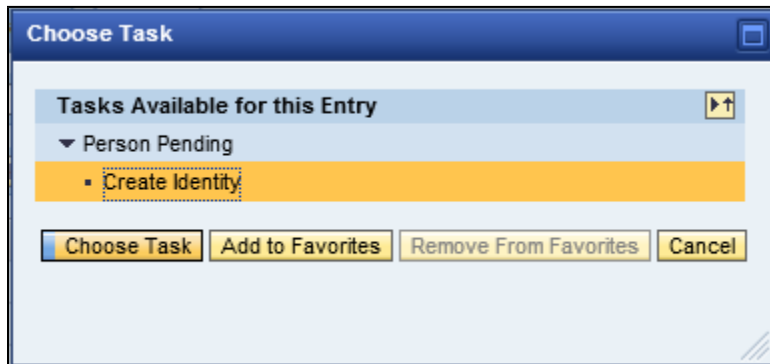 Choose Task
Tasks Available for this Entry
Person Pending
Create Identity
Choose Task Add to Favorites Remove From Favorites Cancel